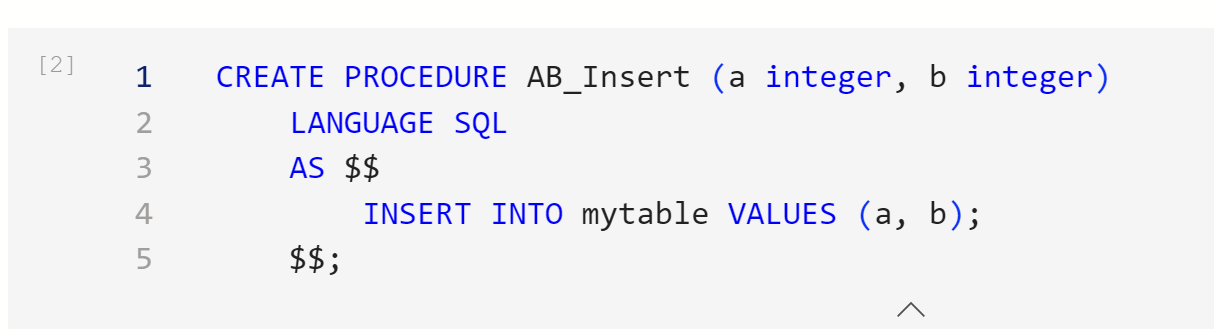 [2] 1 CREATE PROCEDURE AB_Insert (a integer, b integer)
2 LANGUAGE SQL
3 AS $$
4 INSERT INTO mytable VALUES (a, b);
5 $$;